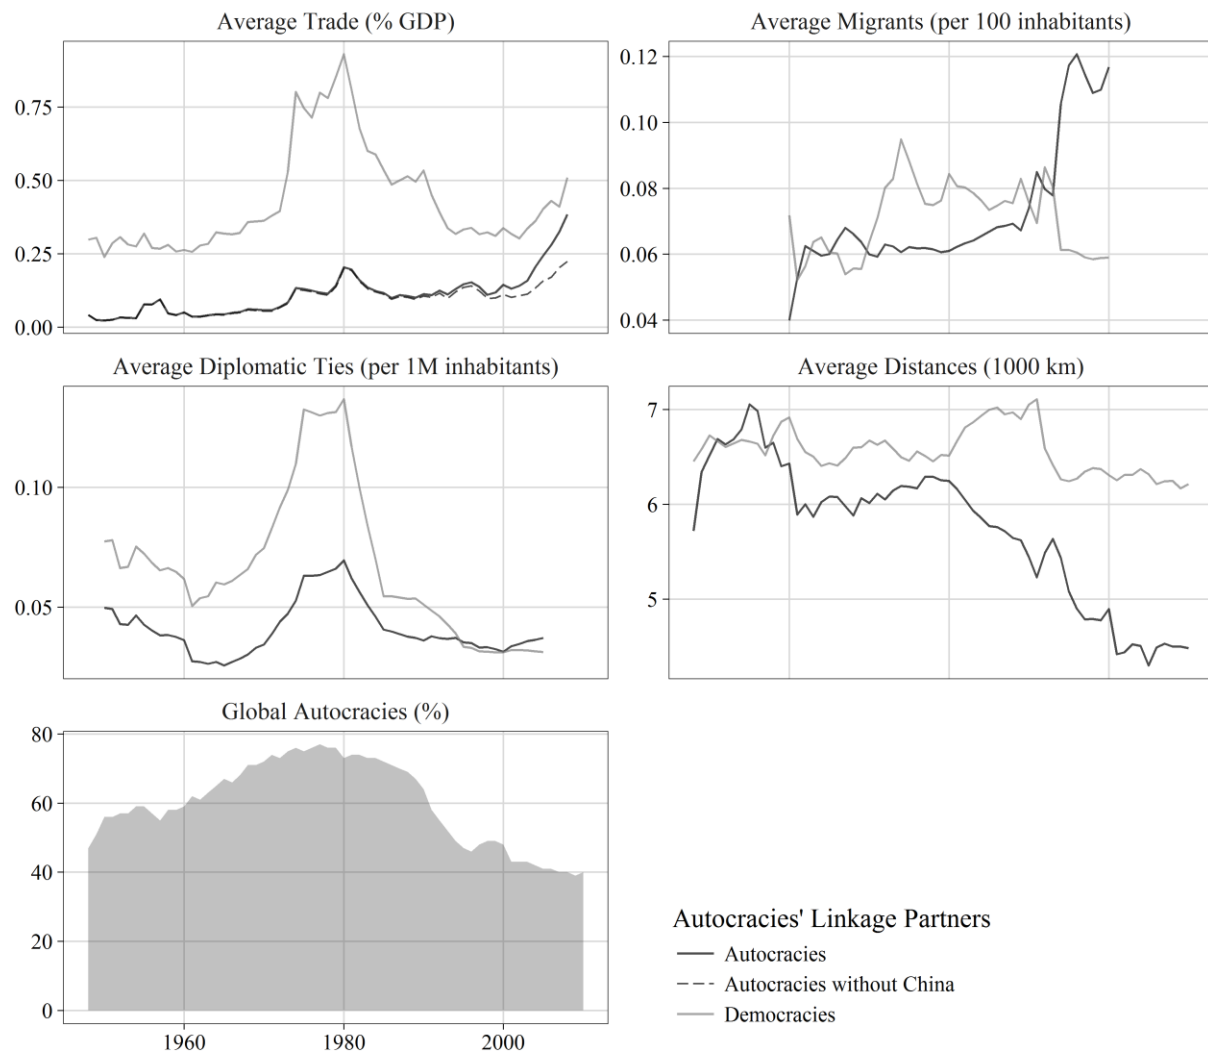 Average Trade (% GDP)
0.75
0.50
0.25
0.00
Average Migrants (per 100 inhabitants)
0.12
0.10
0.08
0.06
0.04
Average Diplomatic Ties (per 1M inhabitants)
0.10
0.05
Average Distances (1000 km)
7
6
5
Global Autocracies (%)
80
60
40
20
0
1960 1980 2000
Autocracies' Linkage Partners
Autocracies
Autocracies without China
Democracies